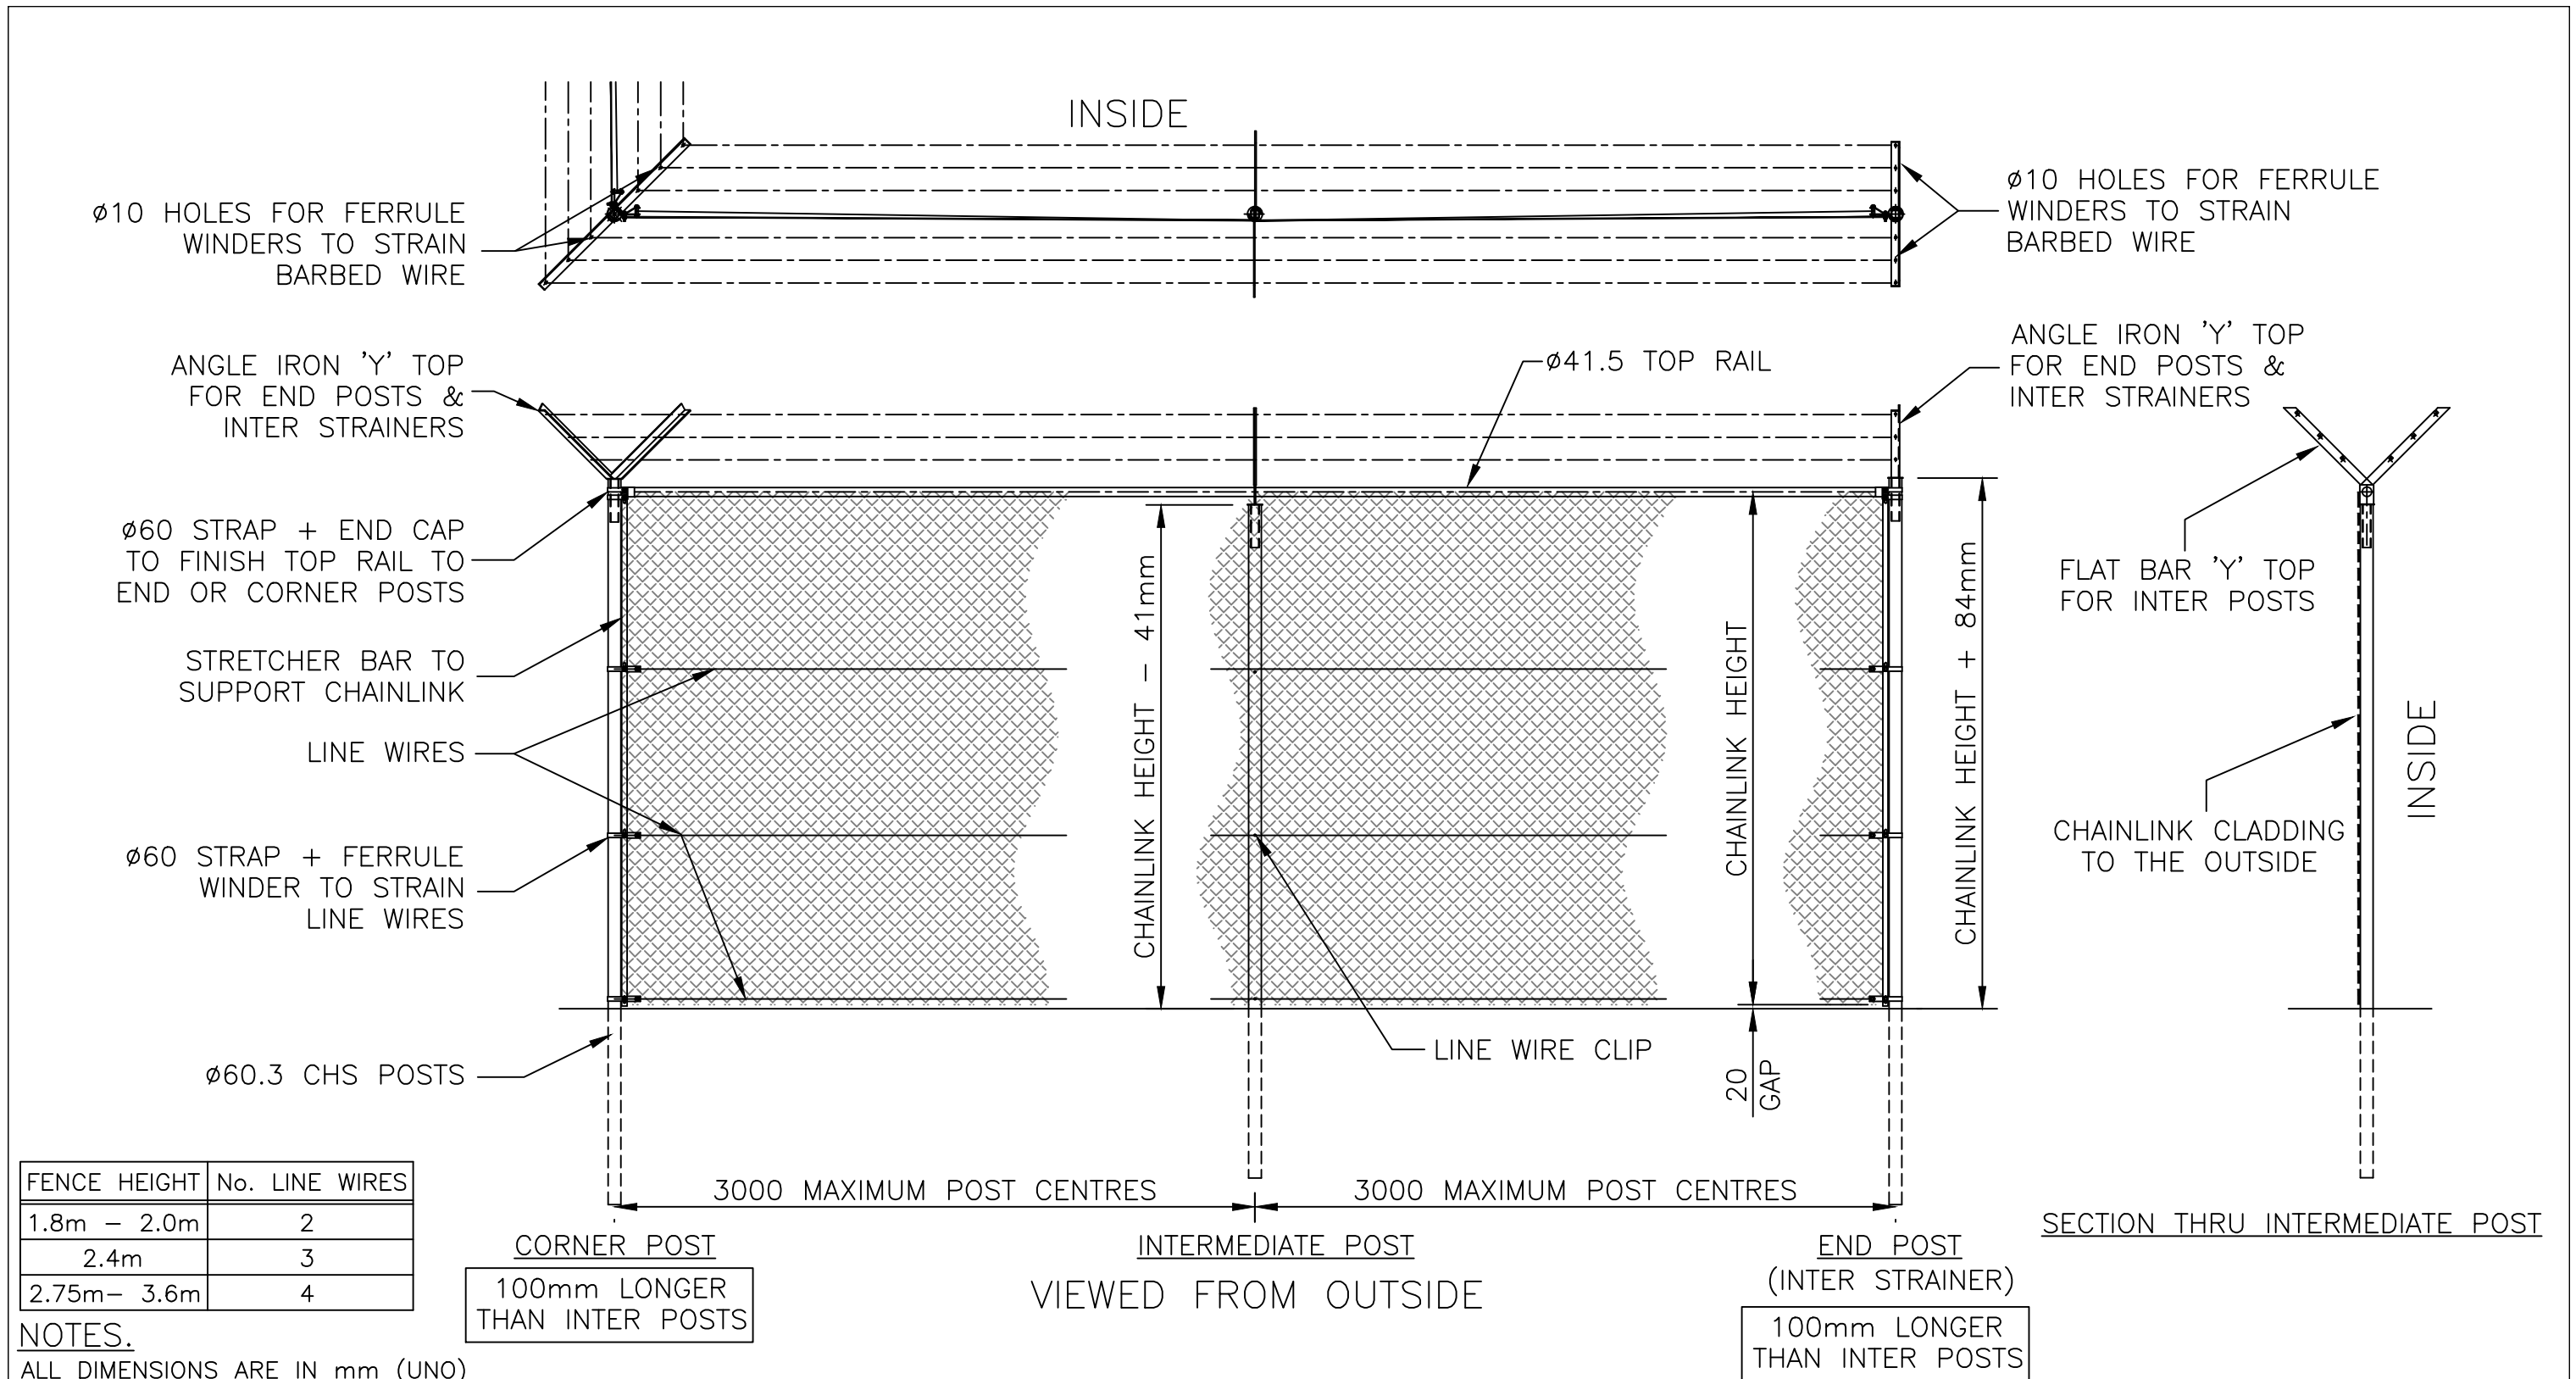 INSIDE
ø10 HOLES FOR FERRULE
WINDERS TO STRAIN
BARBED WIRE
ø10 HOLES FOR FERRULE
WINDERS TO STRAIN
BARBED WIRE
ANGLE IRON 'Y' TOP
FOR END POSTS &
INTER STRAINERS
ø41.5 TOP RAIL
ANGLE IRON 'Y' TOP
FOR END POSTS &
INTER STRAINERS
ø60 STRAP + END CAP
TO FINISH TOP RAIL TO
END OR CORNER POSTS
STRETCHER BAR TO
SUPPORT CHAINLINK
LINE WIRES
ø60 STRAP + FERRULE
WINDER TO STRAIN
LINE WIRES
ø60.3 CHS POSTS
CHAINLINK HEIGHT - 41mm
CHAINLINK HEIGHT
CHAINLINK HEIGHT + 84mm
20
GAP
LINE WIRE CLIP
FLAT BAR 'Y' TOP
FOR INTER POSTS
INSIDE
CHAINLINK CLADDING
TO THE OUTSIDE
3000 MAXIMUM POST CENTRES
3000 MAXIMUM POST CENTRES
SECTION THRU INTERMEDIATE POST
CORNER POST
100mm LONGER
THAN INTER POSTS
INTERMEDIATE POST
VIEWED FROM OUTSIDE
END POST
(INTER STRAINER)
100mm LONGER
THAN INTER POSTS
FENCE HEIGHT No. LINE WIRES
1.8m - 2.0m 2
2.4m 3
2.75m- 3.6m 4
NOTES.
ALL DIMENSIONS ARE IN mm (UNO)